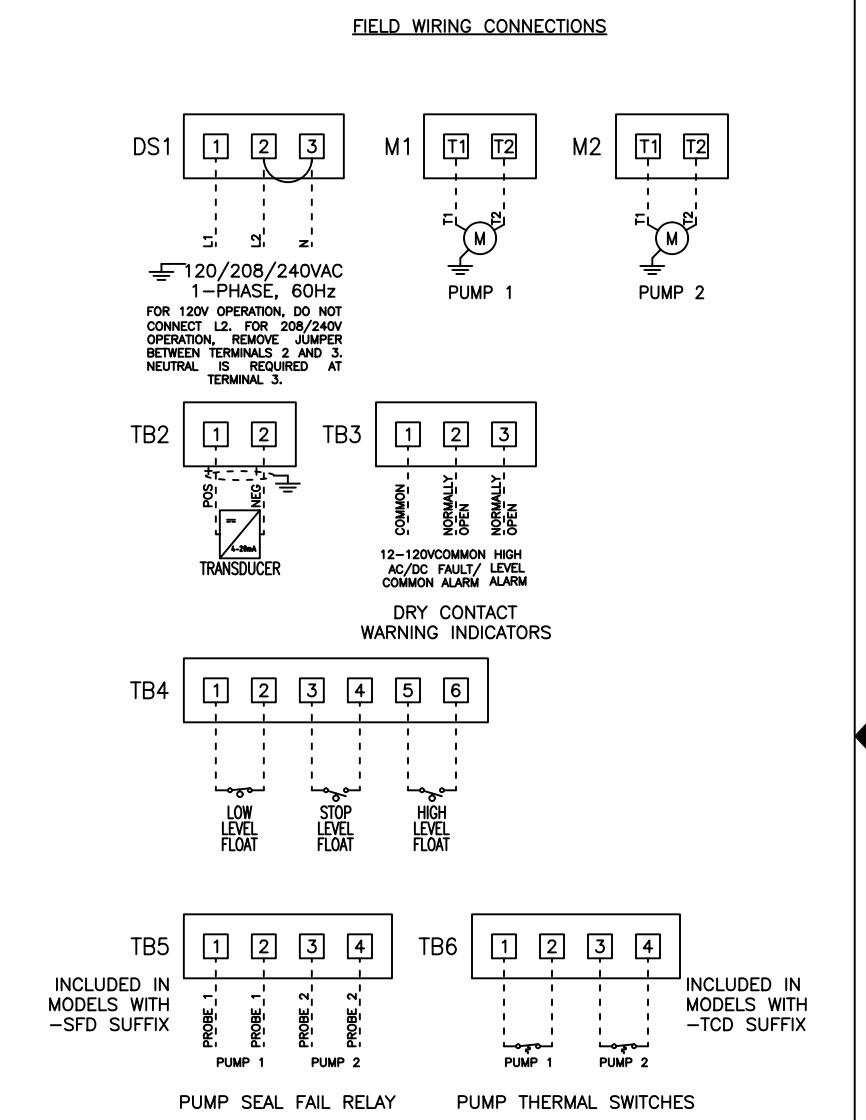 FIELD WIRING CONNECTIONS
DS1 1 2 3
L1 L2 N
120/208/240VAC
1-PHASE, 60Hz
FOR 120V OPERATION, DO NOT
CONNECT L2. FOR 208/240V
OPERATION, REMOVE JUMPER
BETWEEN TERMINALS 2 AND 3.
NEUTRAL IS REQUIRED AT
TERMINAL 3.
M1 T1 T2
T1 T2
M
PUMP 1
M2 T1 T2
T1 T2
M
PUMP 2
TB2 1 2
POS NEG
4-20mA
TRANSDUCER
TB3 1 2 3
COMMON
NORMALLY
OPEN
NORMALLY
OPEN
12-120VCOMMON HIGH
AC/DC FAULT/ LEVEL
COMMON ALARM ALARM
DRY CONTACT
WARNING INDICATORS
TB4 1 2 3 4 5 6
LOW
LEVEL
FLOAT
STOP
LEVEL
FLOAT
HIGH
LEVEL
FLOAT
TB5 1 2 3 4
INCLUDED IN
MODELS WITH
-SFD SUFFIX
PROBE 1 PROBE 1 PROBE 2 PROBE 2
PUMP 1 PUMP 2
PUMP SEAL FAIL RELAY
TB6 1 2 3 4
INCLUDED IN
MODELS WITH
-TCD SUFFIX
PUMP 1 PUMP 2
PUMP THERMAL SWITCHES